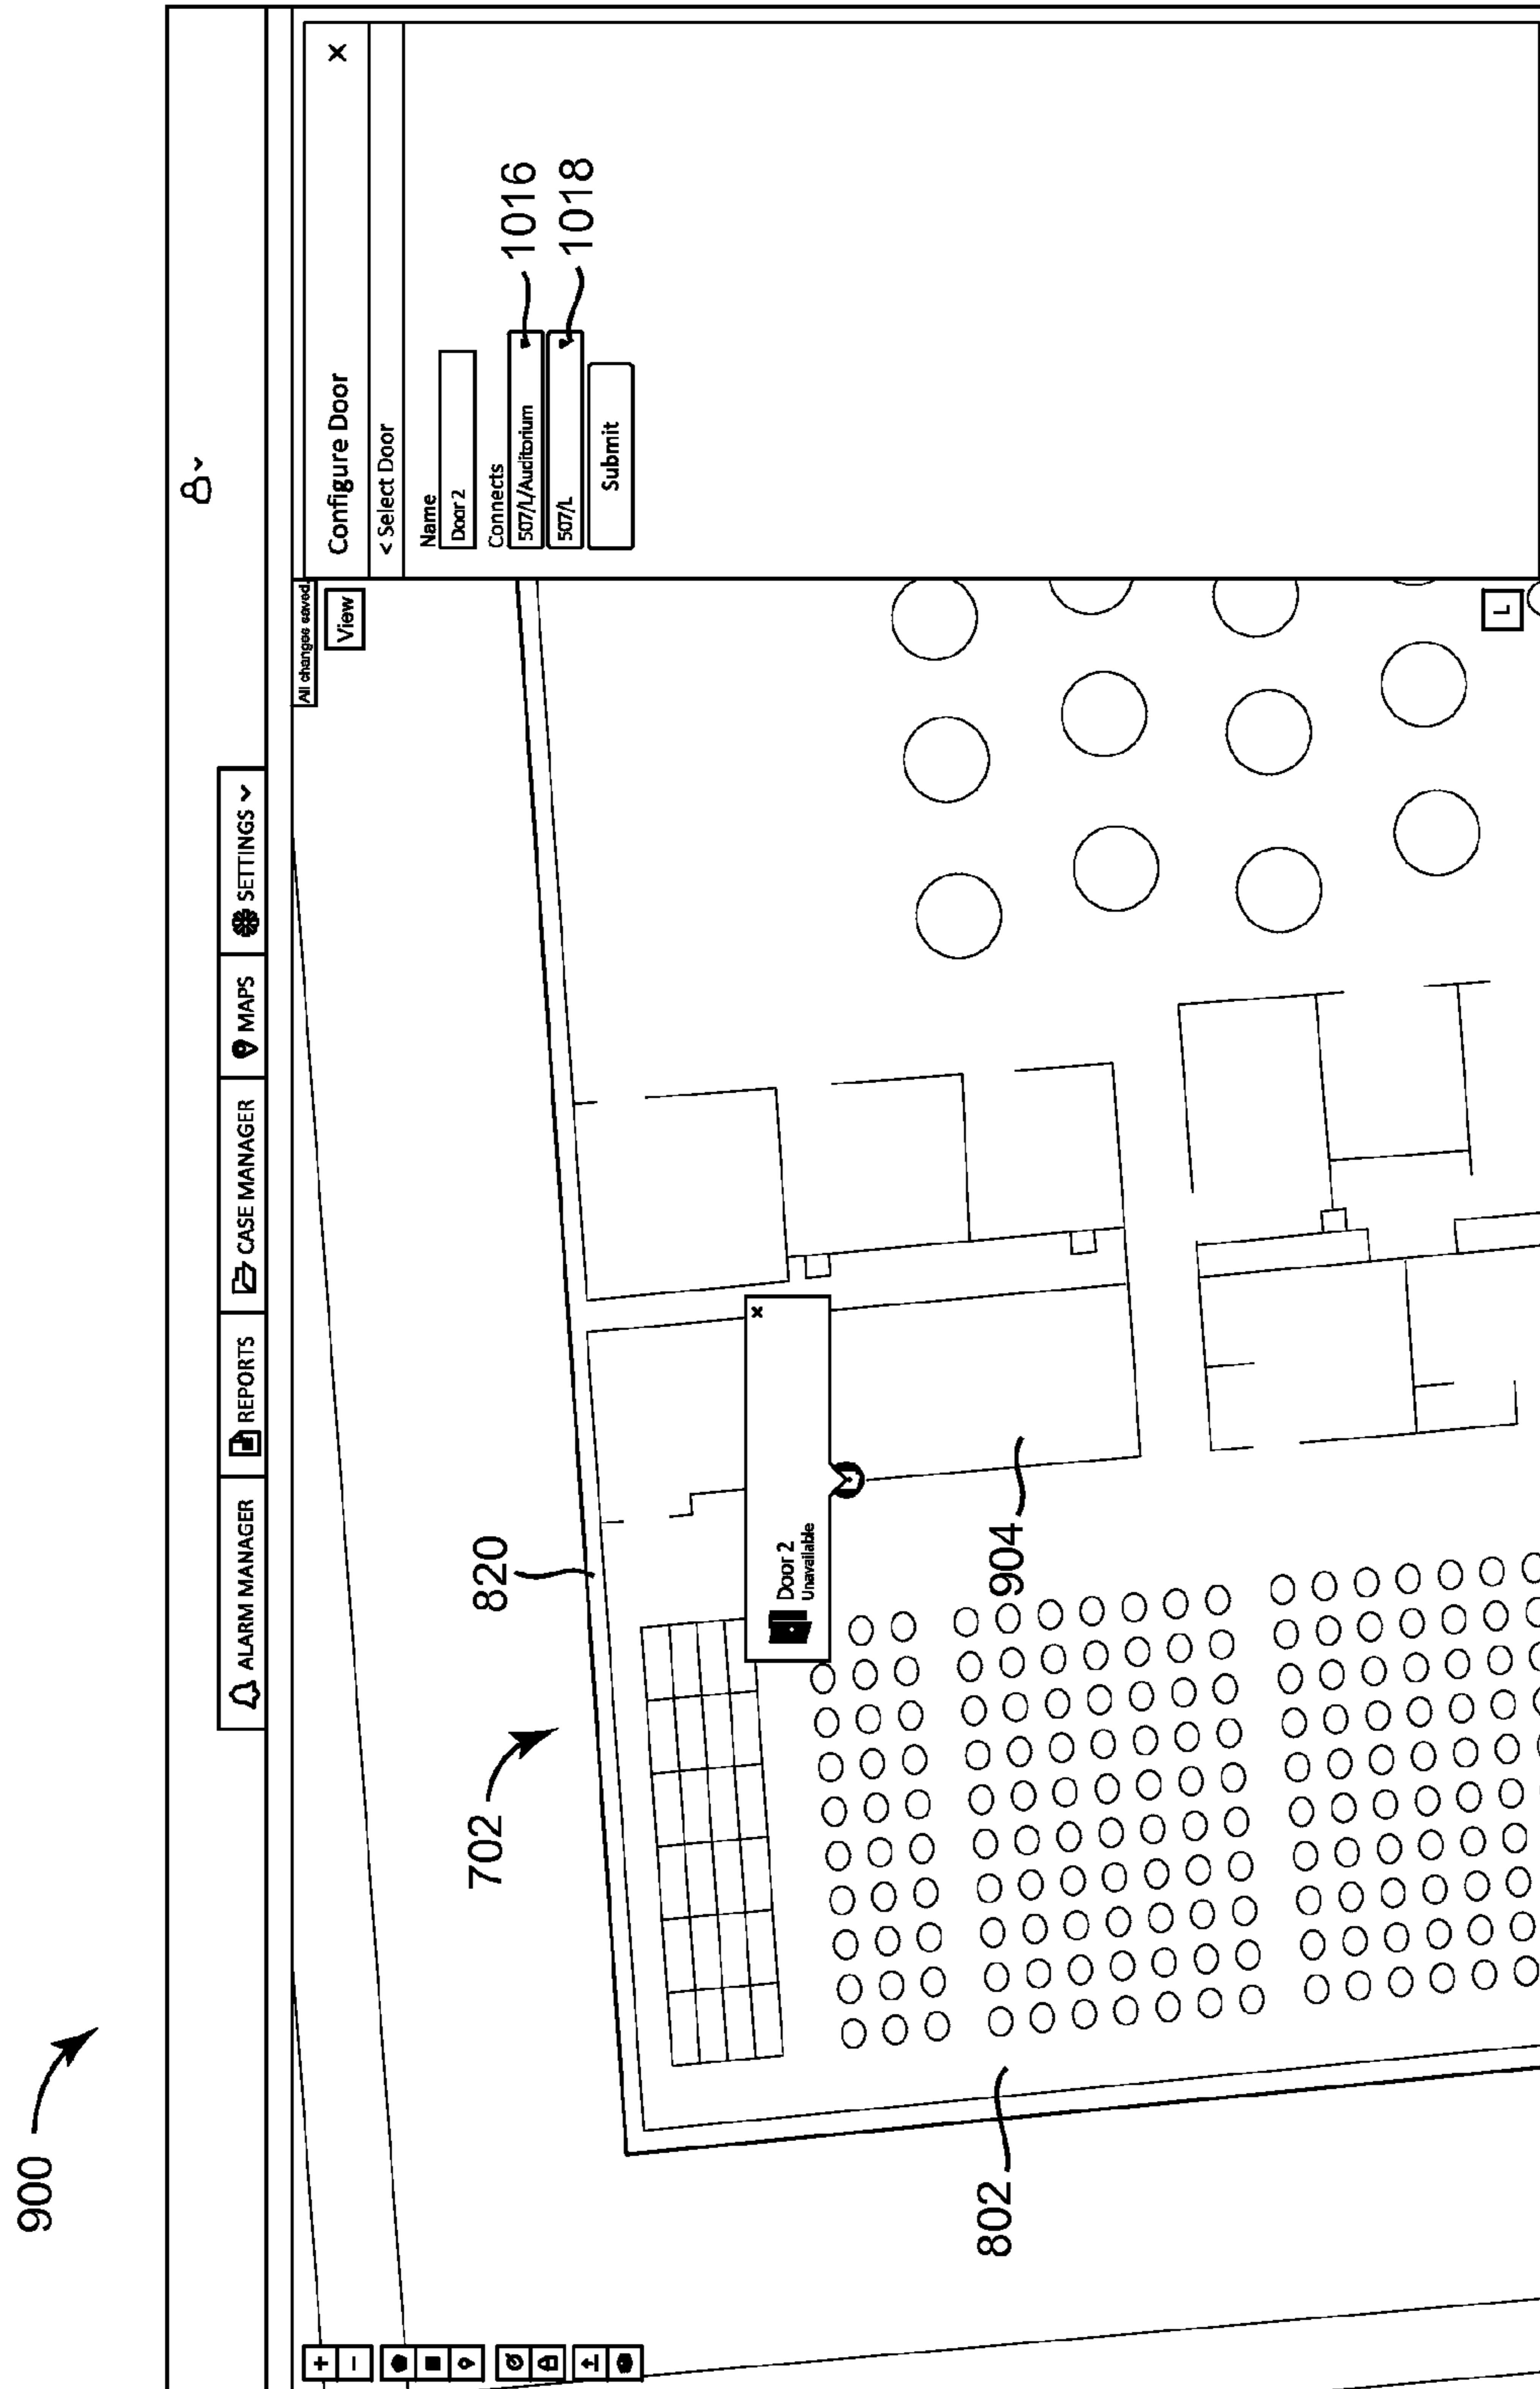 900
ALARM MANAGER REPORTS CASE MANAGER MAPS SETTINGS
All changes saved.
View
+
−
Configure Door X
< Select Door
Name
Door 2
Connects
507/L/Auditorium
1016
507/L
1018
Submit
702
820
Door 2 ×
Unavailable
802
904
L